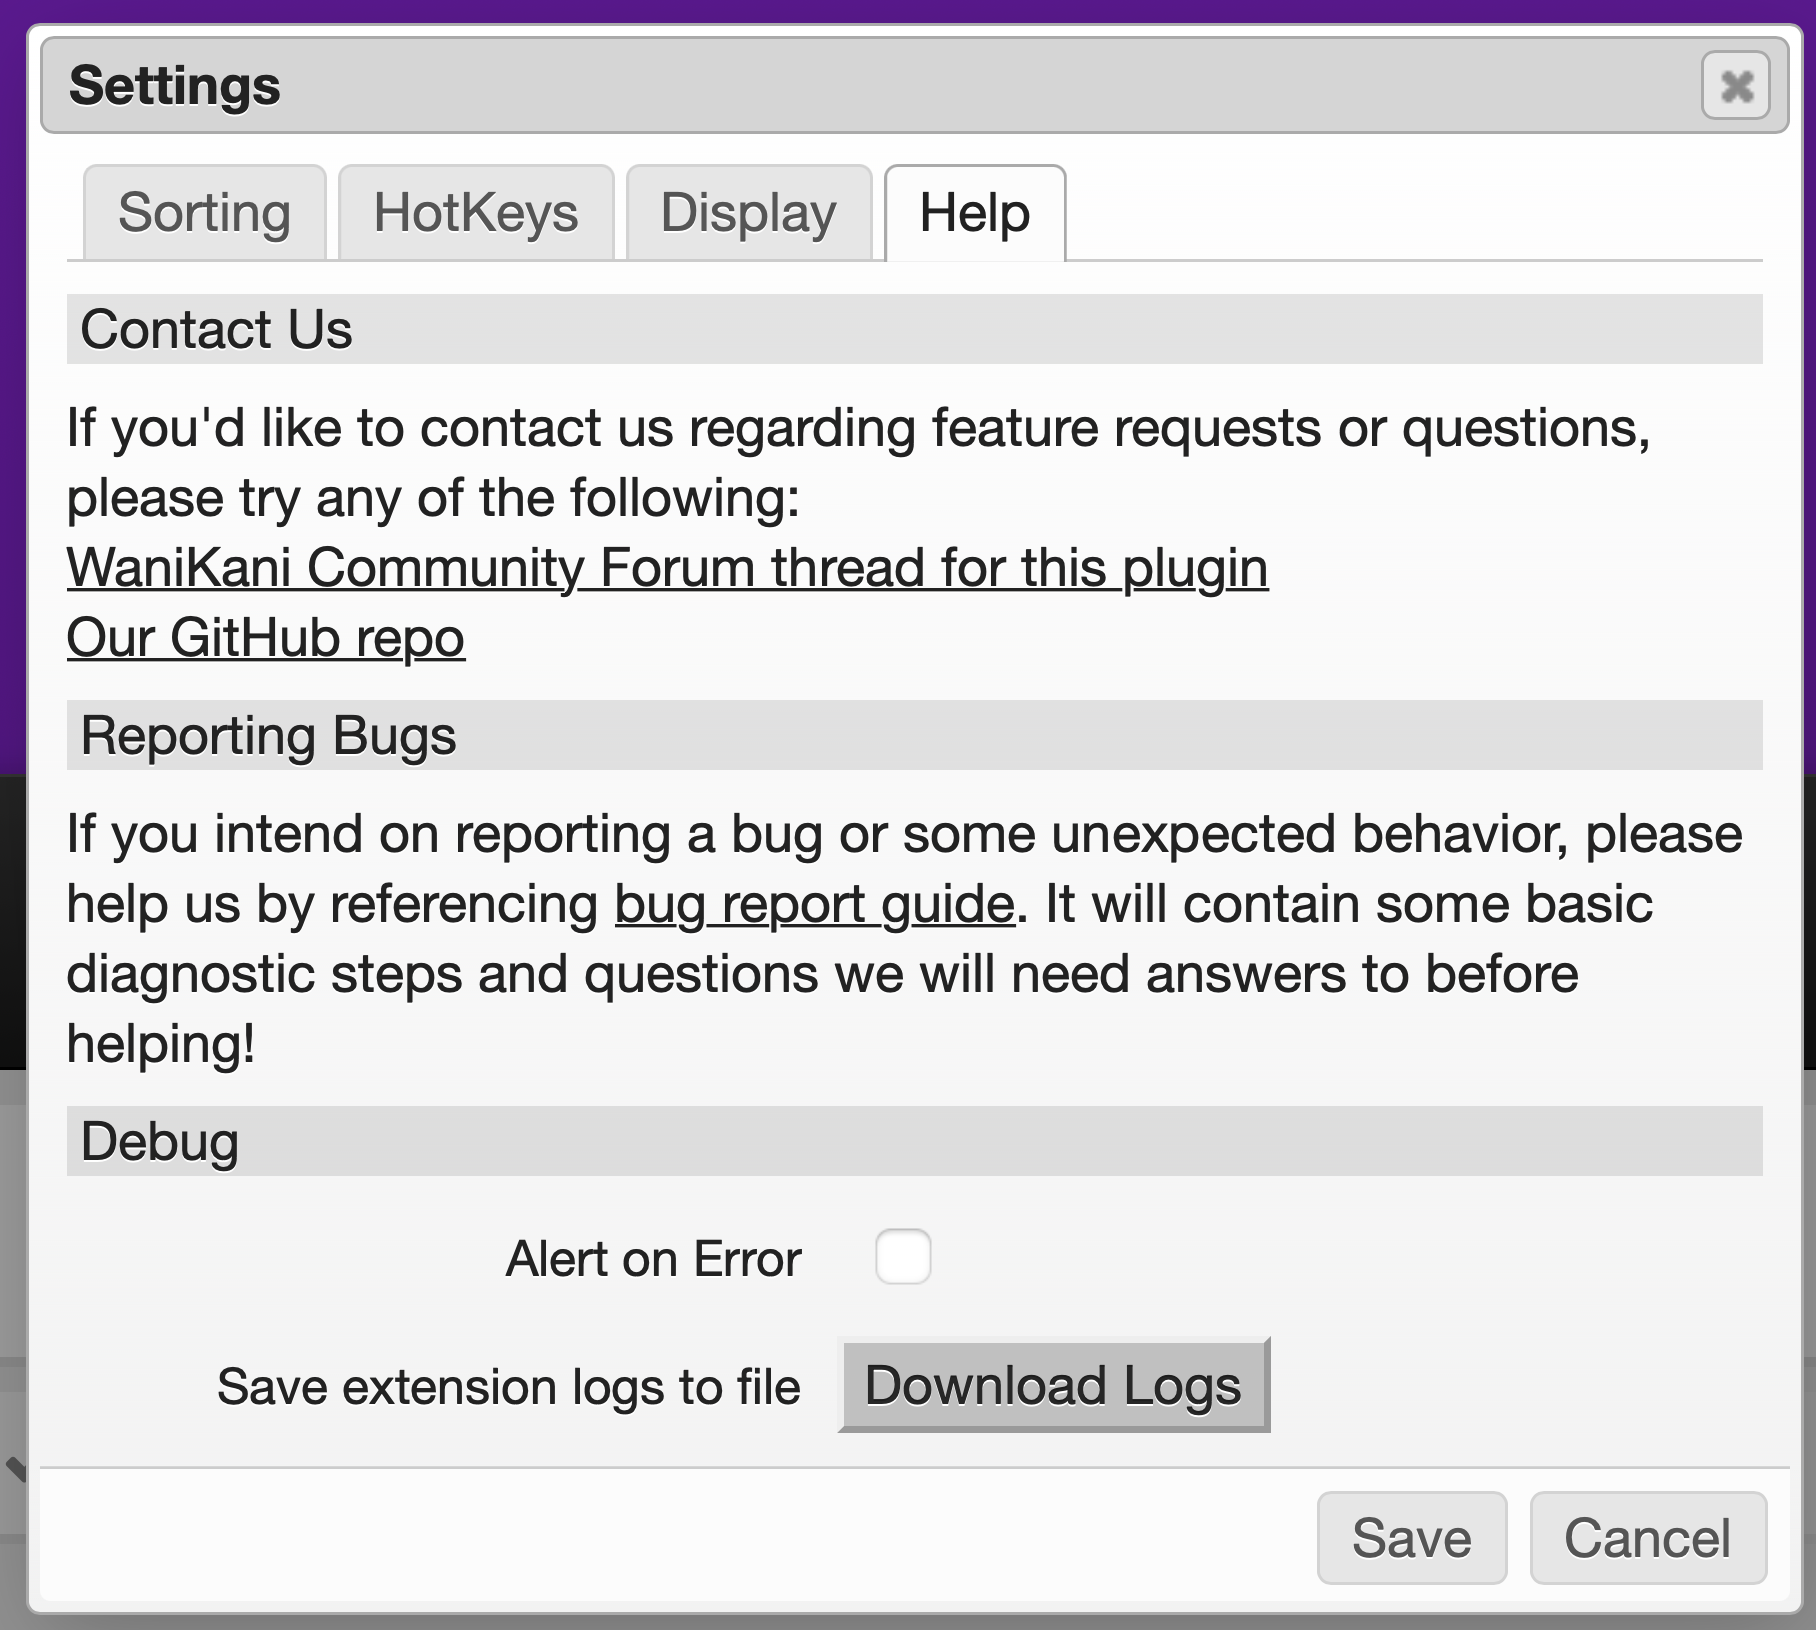 Settings
Sorting HotKeys Display Help
Contact Us
If you'd like to contact us regarding feature requests or questions,
please try any of the following:
WaniKani Community Forum thread for this plugin
Our GitHub repo
Reporting Bugs
If you intend on reporting a bug or some unexpected behavior, please
help us by referencing bug report guide. It will contain some basic
diagnostic steps and questions we will need answers to before
helping!
Debug
Alert on Error
Save extension logs to file Download Logs
Save Cancel